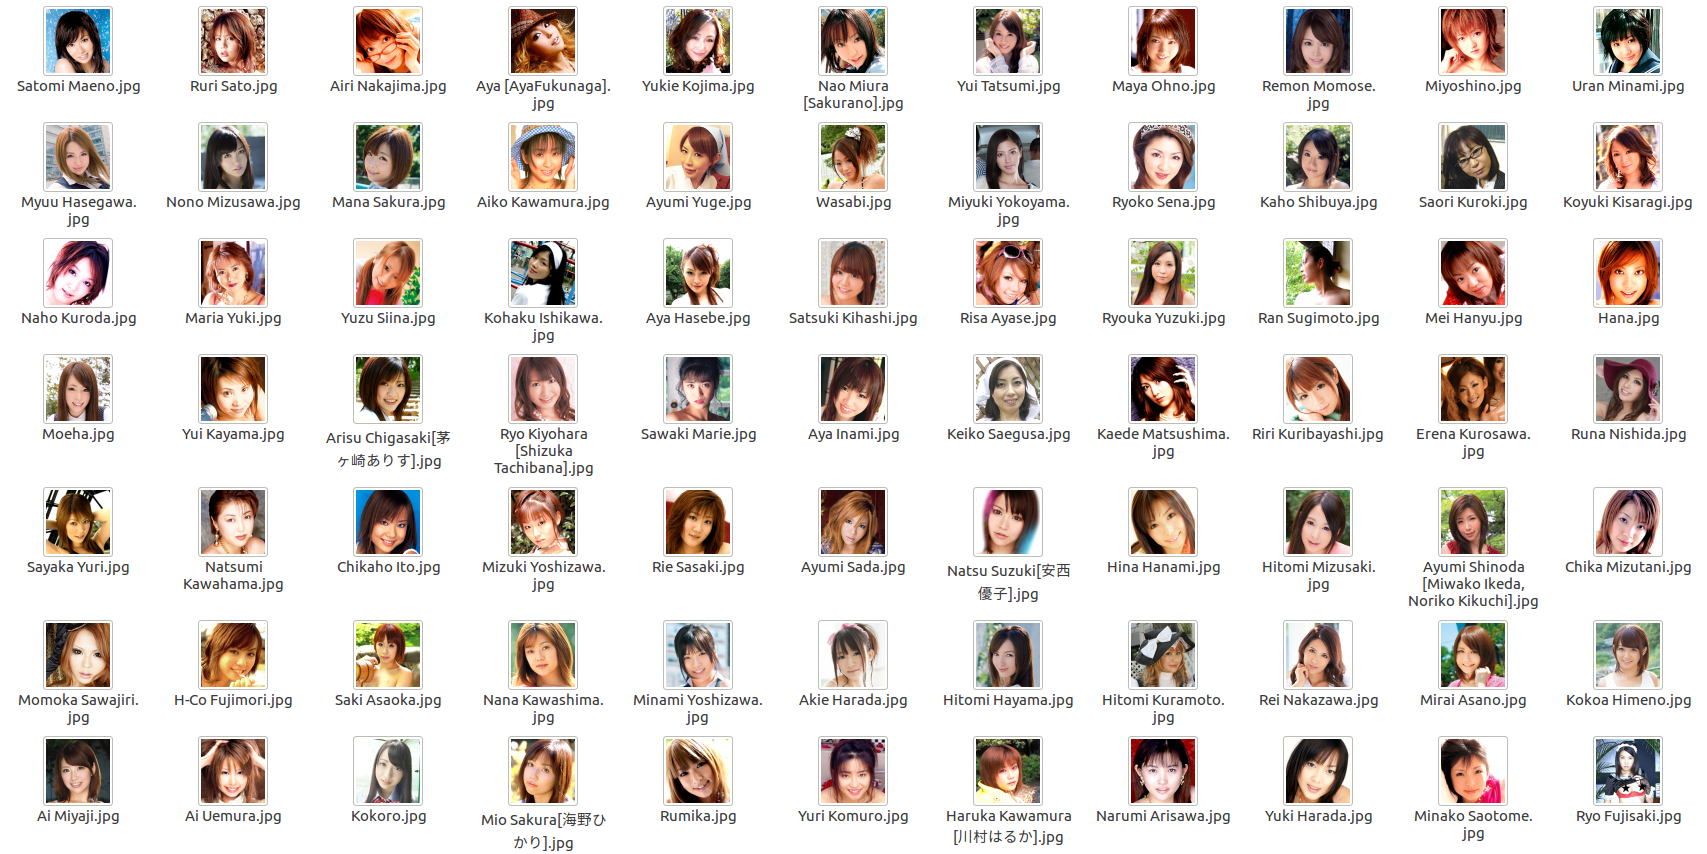 Satomi Maeno.jpg
Ruri Sato.jpg
Airi Nakajima.jpg
Aya [AyaFukunaga].
jpg
Yukie Kojima.jpg
Nao Miura
[Sakurano].jpg
Yui Tatsumi.jpg
Maya Ohno.jpg
Remon Momose.
jpg
Miyoshino.jpg
Uran Minami.jpg
Myuu Hasegawa.
jpg
Nono Mizusawa.jpg
Mana Sakura.jpg
Aiko Kawamura.jpg
Ayumi Yuge.jpg
Wasabi.jpg
Miyuki Yokoyama.
jpg
Ryoko Sena.jpg
Kaho Shibuya.jpg
Saori Kuroki.jpg
Koyuki Kisaragi.jpg
Naho Kuroda.jpg
Maria Yuki.jpg
Yuzu Siina.jpg
Kohaku Ishikawa.
jpg
Aya Hasebe.jpg
Satsuki Kihashi.jpg
Risa Ayase.jpg
Ryouka Yuzuki.jpg
Ran Sugimoto.jpg
Mei Hanyu.jpg
Hana.jpg
Moeha.jpg
Yui Kayama.jpg
Arisu Chigasaki[茅
ヶ崎ありす].jpg
Ryo Kiyohara
[Shizuka
Tachibana].jpg
Sawaki Marie.jpg
Aya Inami.jpg
Keiko Saegusa.jpg
Kaede Matsushima.
jpg
Riri Kuribayashi.jpg
Erena Kurosawa.
jpg
Runa Nishida.jpg
Sayaka Yuri.jpg
Natsumi
Kawahama.jpg
Chikaho Ito.jpg
Mizuki Yoshizawa.
jpg
Rie Sasaki.jpg
Ayumi Sada.jpg
Natsu Suzuki[安西
優子].jpg
Hina Hanami.jpg
Hitomi Mizusaki.
jpg
Ayumi Shinoda
[Miwako Ikeda,
Noriko Kikuchi].jpg
Chika Mizutani.jpg
Momoka Sawajiri.
jpg
H-Co Fujimori.jpg
Saki Asaoka.jpg
Nana Kawashima.
jpg
Minami Yoshizawa.
jpg
Akie Harada.jpg
Hitomi Hayama.jpg
Hitomi Kuramoto.
jpg
Rei Nakazawa.jpg
Mirai Asano.jpg
Kokoa Himeno.jpg
Ai Miyaji.jpg
Ai Uemura.jpg
Kokoro.jpg
Mio Sakura[海野ひ
かり].jpg
Rumika.jpg
Yuri Komuro.jpg
Haruka Kawamura
[川村はるか].jpg
Narumi Arisawa.jpg
Yuki Harada.jpg
Minako Saotome.
jpg
Ryo Fujisaki.jpg